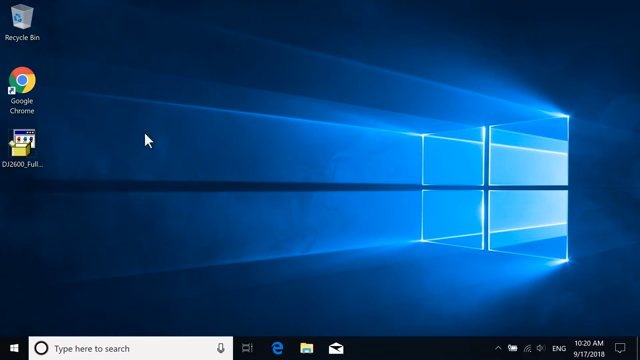 Recycle Bin
Google
Chrome
DJ2600_Full...
Type here to search
ENG
10:20 AM
9/17/2018